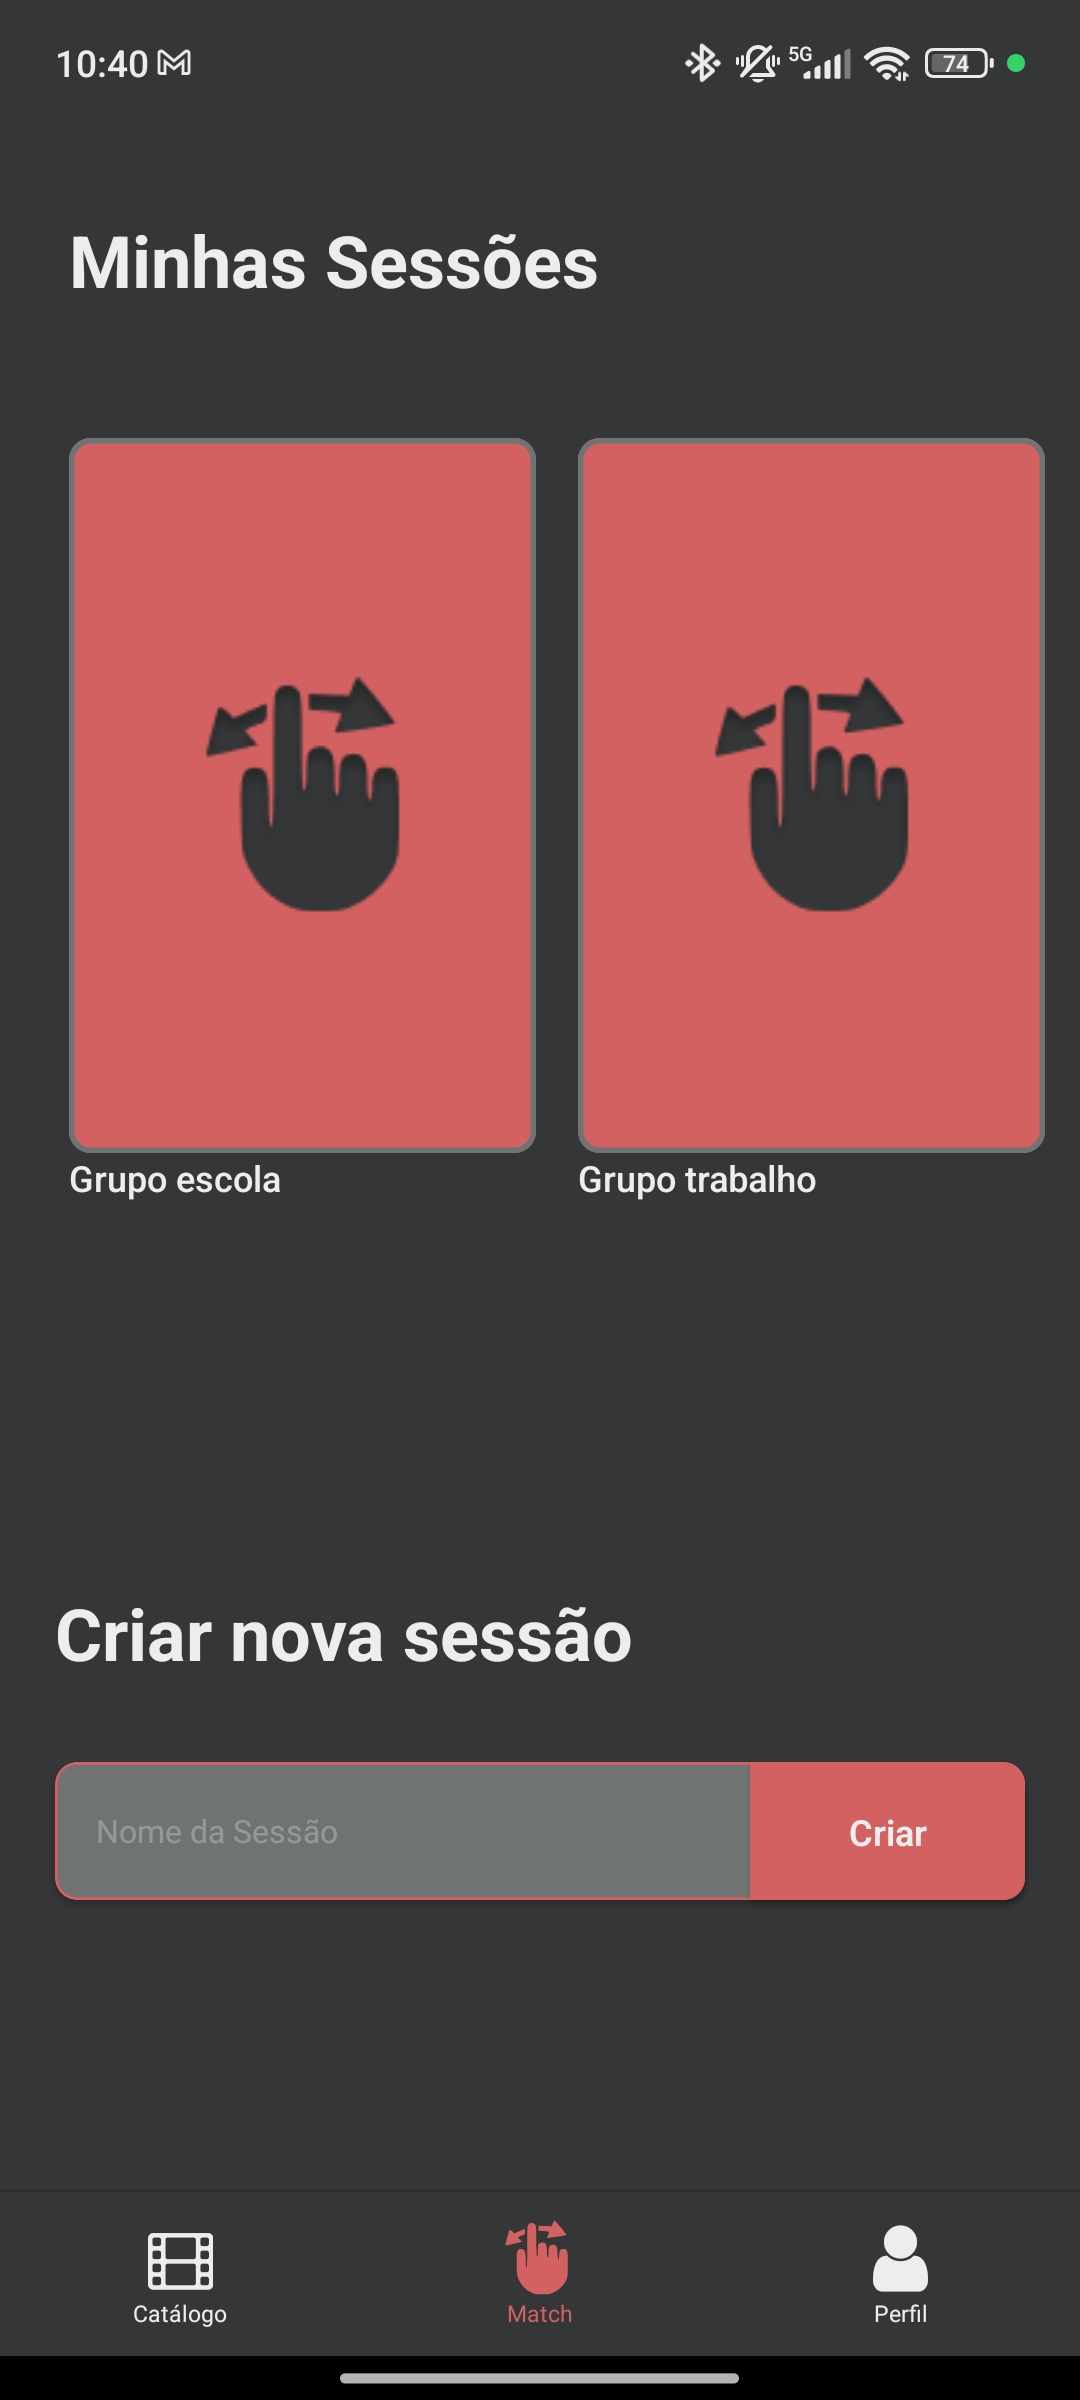 10:40
5G
74
Minhas Sessões
Grupo escola
Grupo trabalho
Criar nova sessão
Nome da Sessão
Criar
Catálogo
Match
Perfil